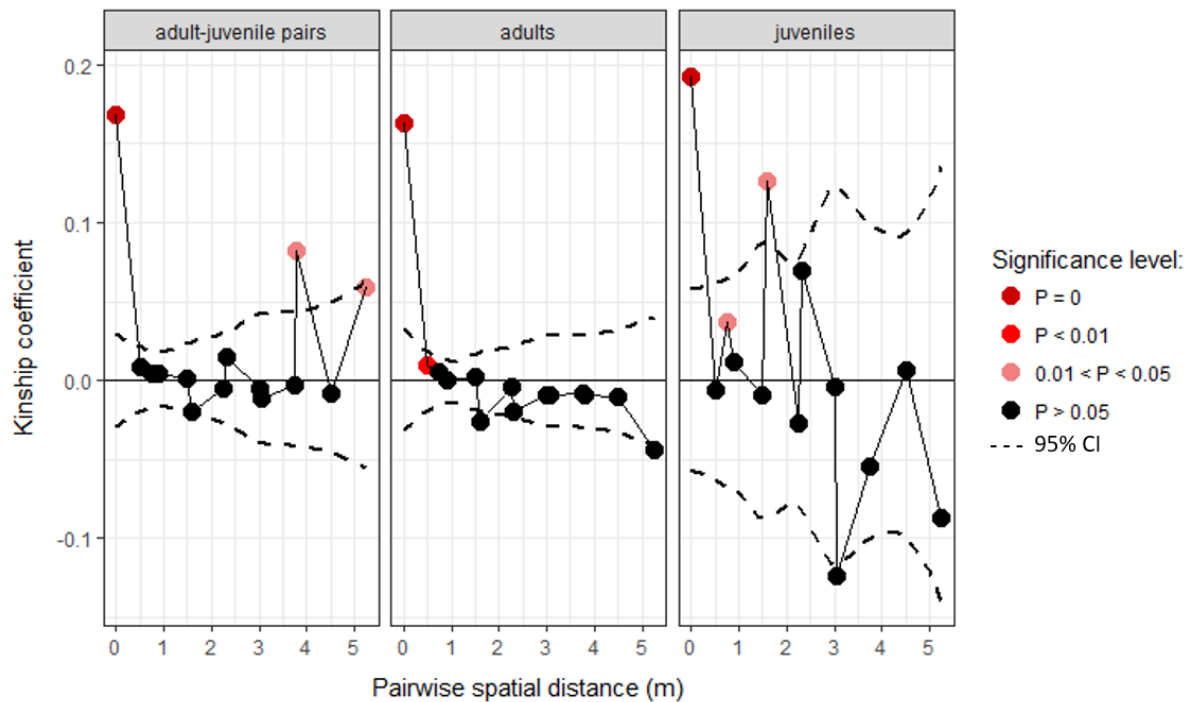 adult-juvenile pairs adults juveniles
0.2
0.1
0.0
-0.1
Kinship coefficient
0 1 2 3 4 5 0 1 2 3 4 5 0 1 2 3 4 5
Pairwise spatial distance (m)
Significance level:
P = 0
P < 0.01
0.01 < P < 0.05
P > 0.05
95% CI